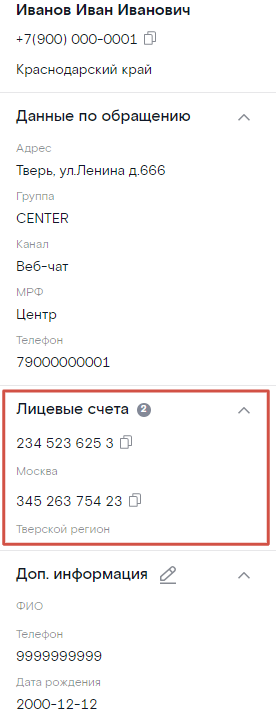 Иванов Иван Иванович
+7(900) 000-0001
Краснодарский край
Данные по обращению
Адрес
Тверь, ул.Ленина д.666
Группа
CENTER
Канал
Веб-чат
МРФ
Центр
Телефон
79000000001
Лицевые счета 2
234 523 625 3
Москва
345 263 754 23
Тверской регион
Доп. информация
ФИО
Телефон
9999999999
Дата рождения
2000-12-12